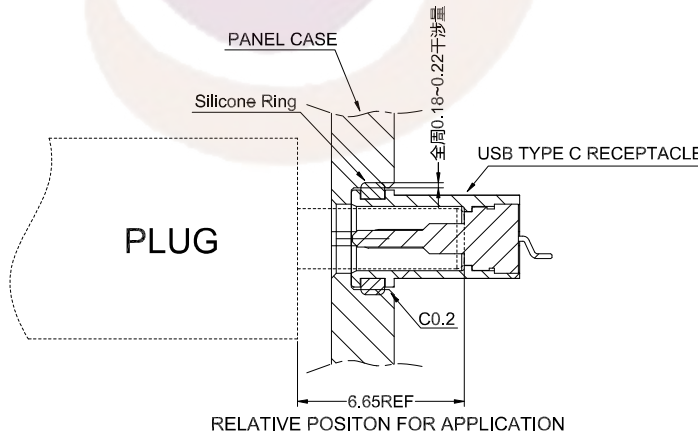 PANEL CASE
Silicone Ring
全周0.18~0.22干涉量
USB TYPE C RECEPTACLE
PLUG
C0.2
6.65REF
RELATIVE POSITON FOR APPLICATION